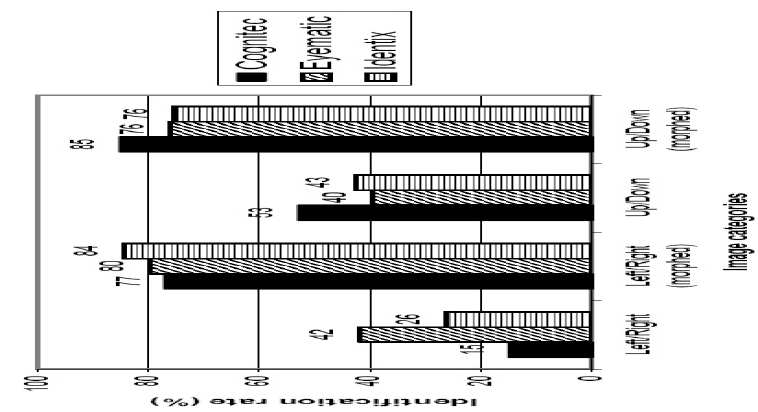 Identification rate (%)
100
80
60
40
20
0
15
42
26
77
80
84
53
40
43
85
76
76
Left/Right
Left/Right
(morphed)
Up/Down
Up/Down
(morphed)
Image categories
Cognitec
Eyematic
Identix